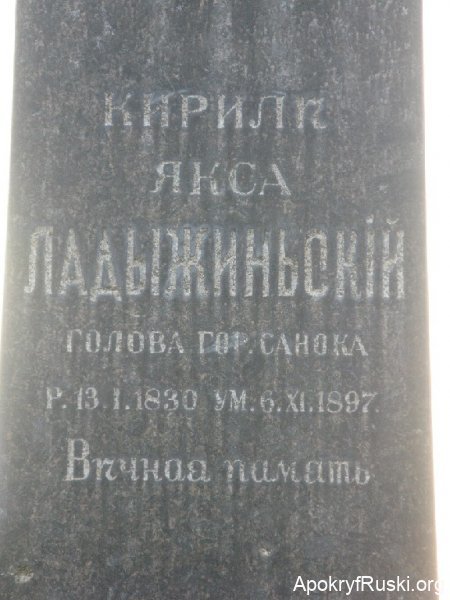 КИРИЛЪ
ЯКСА
ЛАДЫЖИНЬСКІЙ
ГОЛОВА ГОР. САНОКА
Р. 13. I. 1830 УМ. 6. XI. 1897.
Вѣчная память
ApokryfRuski.org